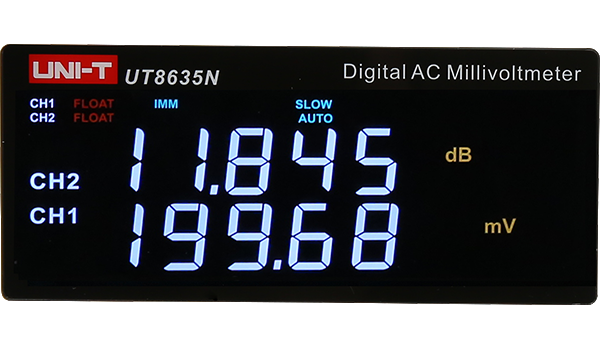 UNI-T UT8635N Digital AC Millivoltmeter
CH1 FLOAT IMM SLOW
CH2 FLOAT AUTO
CH2 11.845 dB
CH1 199.68 mV